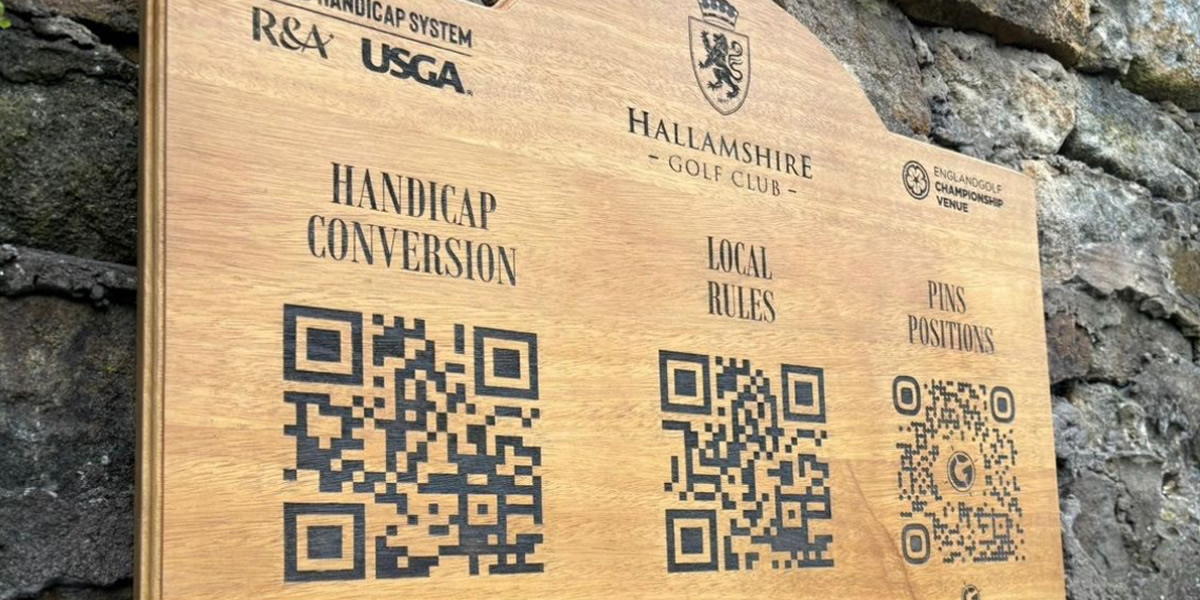 HANDICAP SYSTEM
R&A USGA
HALLAMSHIRE
- GOLF CLUB -
ENGLANDGOLF
CHAMPIONSHIP
VENUE
HANDICAP
CONVERSION
LOCAL
RULES
PINS
POSITIONS